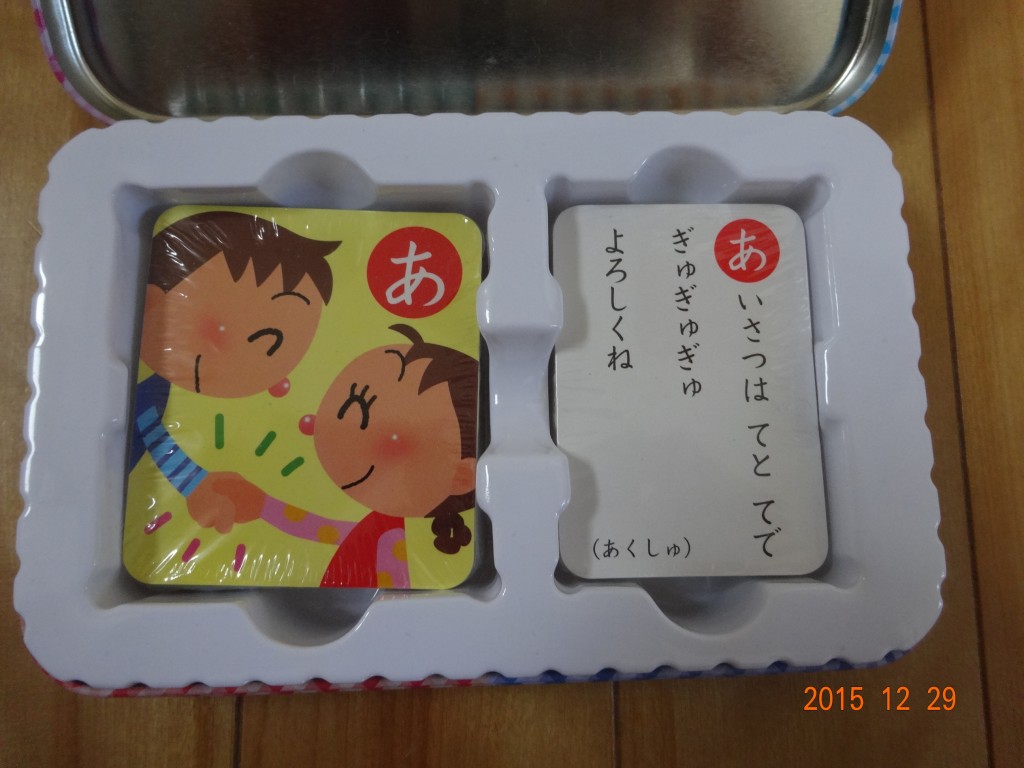 あ
あいさつは てとてで
ぎゅぎゅぎゅ
よろしくね
(あくしゅ)
2015 12 29